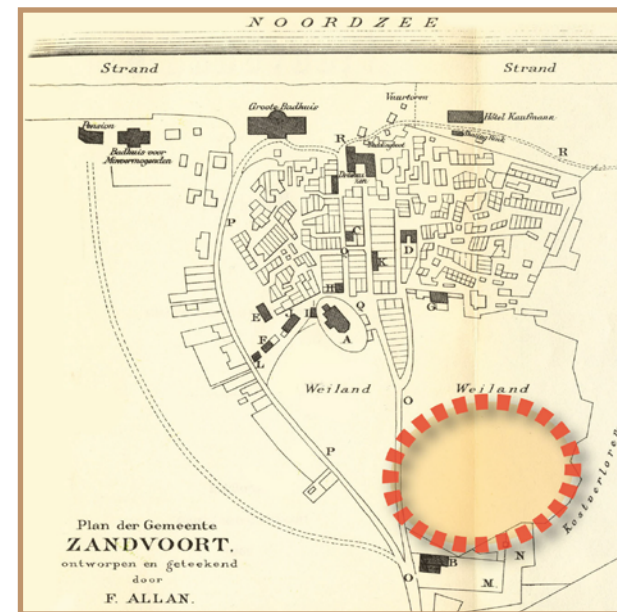 NOORDZEE
Strand
Strand
Groote Badhuis
Vuurtoren
Hôtel Kaufmann
Pension
Badhuis voor
Minvermogenden
R
R
P
C
D
K
O
H
G
E
J
I
Q
A
F
L
Weiland
Weiland
O
P
Kostverloren
Plan der Gemeente
ZANDVOORT,
ontworpen en geteekend
door
F. ALLAN.
B
N
M.
O